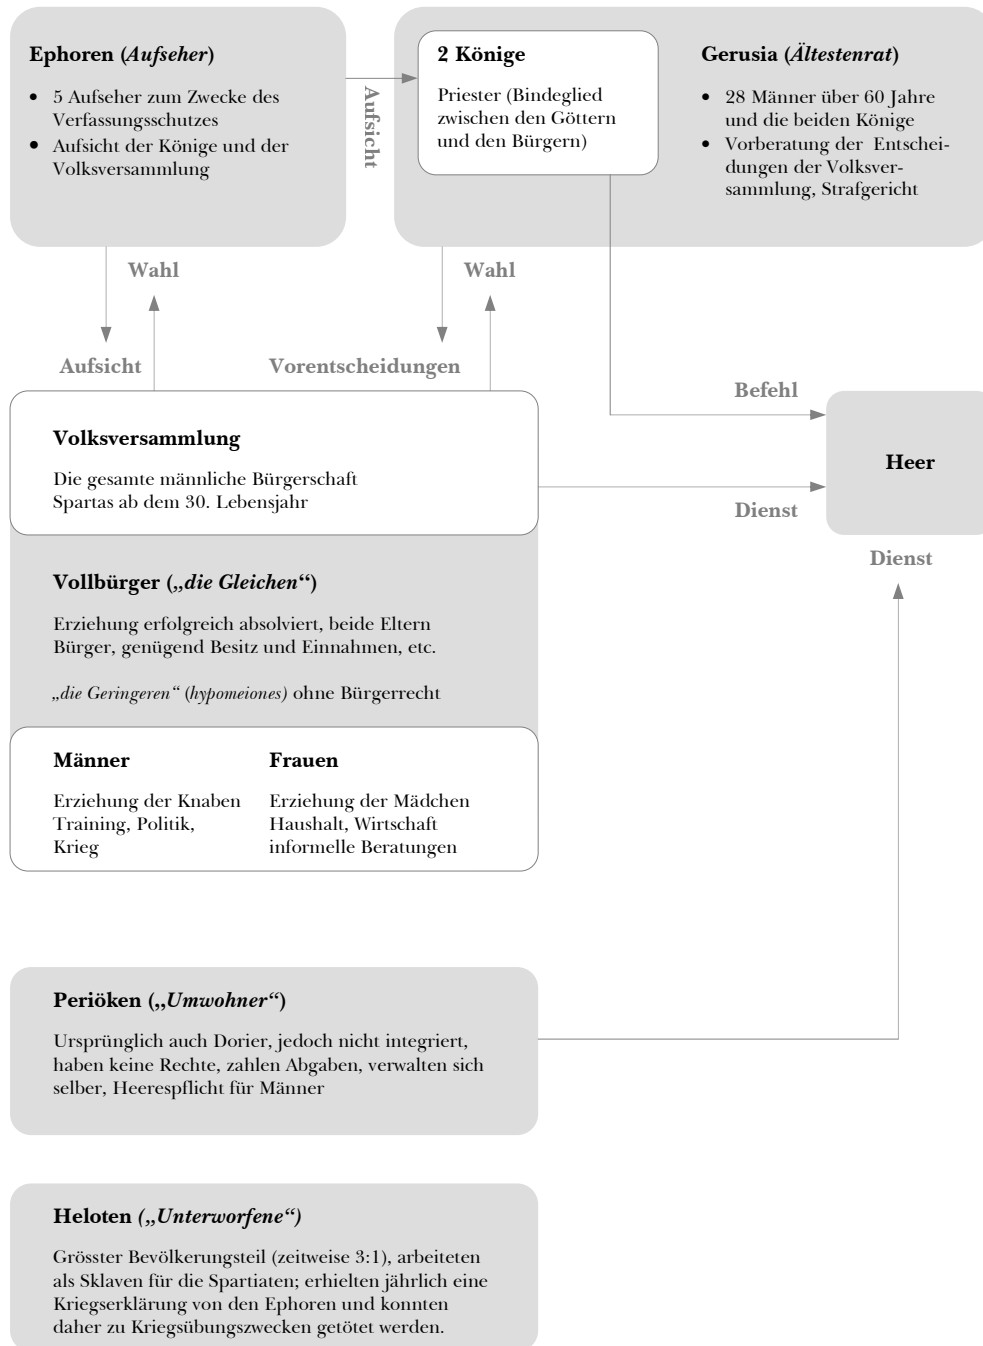 Ephoren (Aufseher)
• 5 Aufseher zum Zwecke des
Verfassungsschutzes
• Aufsicht der Könige und der
Volksversammlung
Aufsicht
2 Könige
Priester (Bindeglied
zwischen den Göttern
und den Bürgern)
Gerusia (Ältestenrat)
• 28 Männer über 60 Jahre
und die beiden Könige
• Vorberatung der Entschei-
dungen der Volksver-
sammlung, Strafgericht
Wahl
Wahl
Aufsicht
Vorentscheidungen
Befehl
Volksversammlung
Die gesamte männliche Bürgerschaft
Spartas ab dem 30. Lebensjahr
Heer
Dienst
Dienst
Vollbürger („die Gleichen“)
Erziehung erfolgreich absolviert, beide Eltern
Bürger, genügend Besitz und Einnahmen, etc.
„die Geringeren“ (hypomeiones) ohne Bürgerrecht
Männer
Erziehung der Knaben
Training, Politik,
Krieg
Frauen
Erziehung der Mädchen
Haushalt, Wirtschaft
informelle Beratungen
Periöken („Umwohner“)
Ursprünglich auch Dorier, jedoch nicht integriert,
haben keine Rechte, zahlen Abgaben, verwalten sich
selber, Heerespflicht für Männer
Heloten („Unterworfene“)
Grösster Bevölkerungsteil (zeitweise 3:1), arbeiteten
als Sklaven für die Spartiaten; erhielten jährlich eine
Kriegserklärung von den Ephoren und konnten
daher zu Kriegsübungszwecken getötet werden.